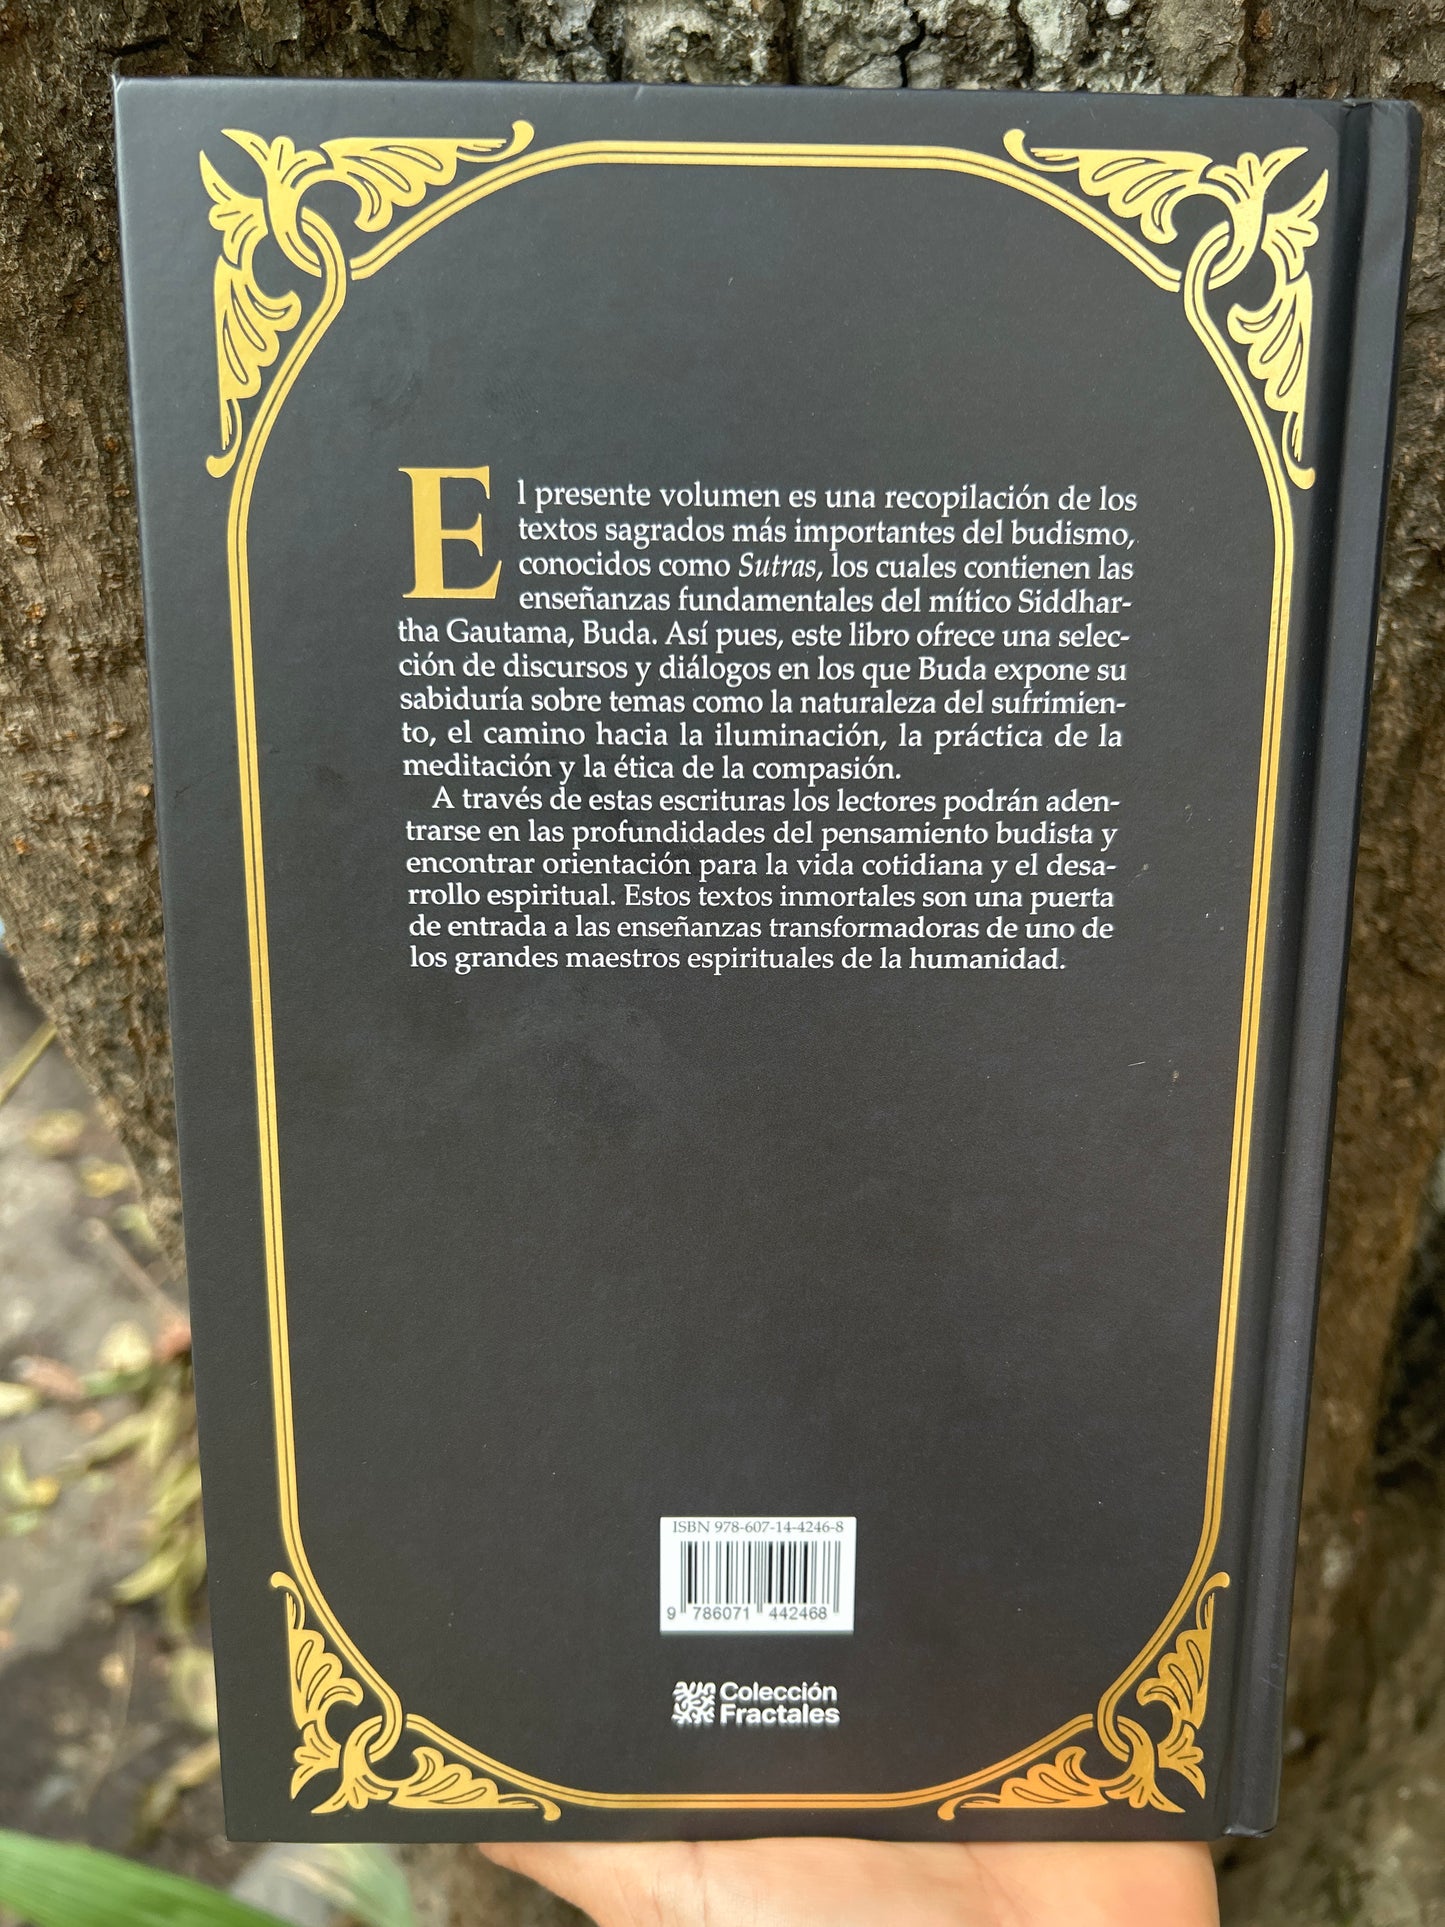 El presente volumen es una recopilación de los
textos sagrados más importantes del budismo,
conocidos como Sutras, los cuales contienen las
enseñanzas fundamentales del mítico Siddhar-
tha Gautama, Buda. Así pues, este libro ofrece una selec-
ción de discursos y diálogos en los que Buda expone su
sabiduría sobre temas como la naturaleza del sufrimien-
to, el camino hacia la iluminación, la práctica de la
meditación y la ética de la compasión.
A través de estas escrituras los lectores podrán aden-
trarse en las profundidades del pensamiento budista y
encontrar orientación para la vida cotidiana y el desa-
rrollo espiritual. Estos textos inmortales son una puerta
de entrada a las enseñanzas transformadoras de uno de
los grandes maestros espirituales de la humanidad.
ISBN 978-607-14-4246-8
9 786071 442468
Colección
Fractales